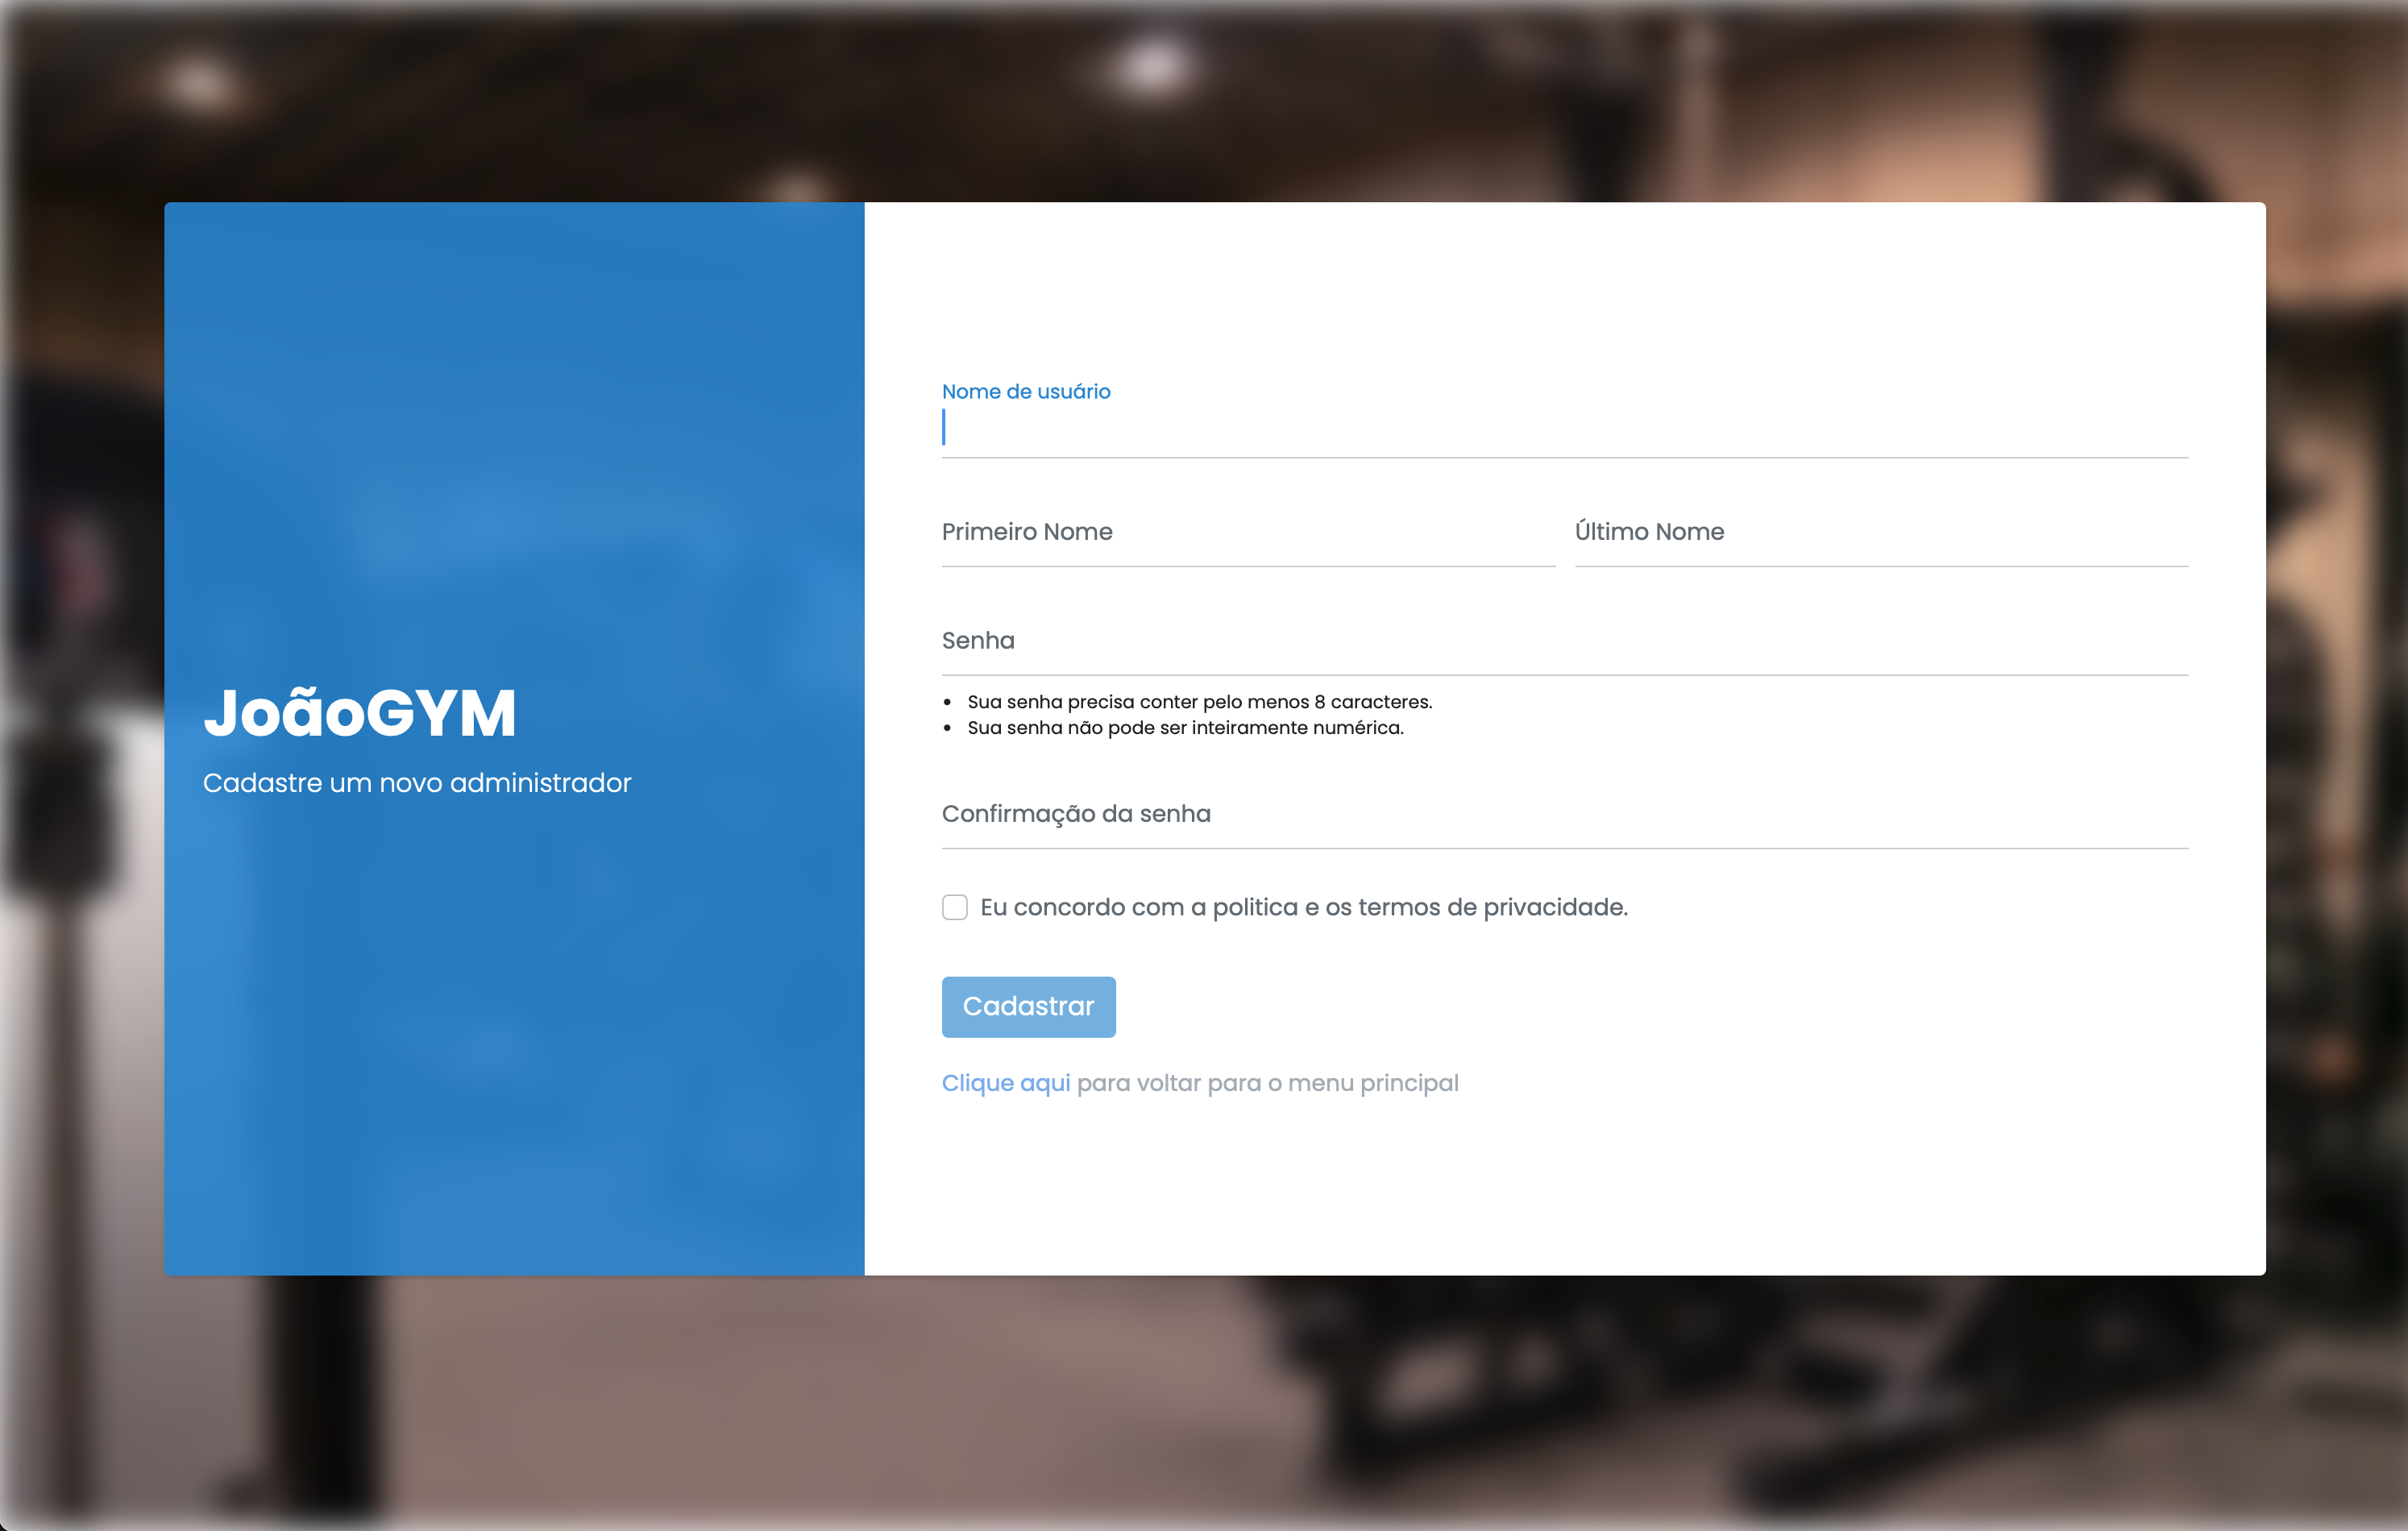 JoãoGYM
Cadastre um novo administrador
Nome de usuário
Primeiro Nome
Último Nome
Senha
• Sua senha precisa conter pelo menos 8 caracteres.
• Sua senha não pode ser inteiramente numérica.
Confirmação da senha
Eu concordo com a politica e os termos de privacidade.
Cadastrar
Clique aqui para voltar para o menu principal